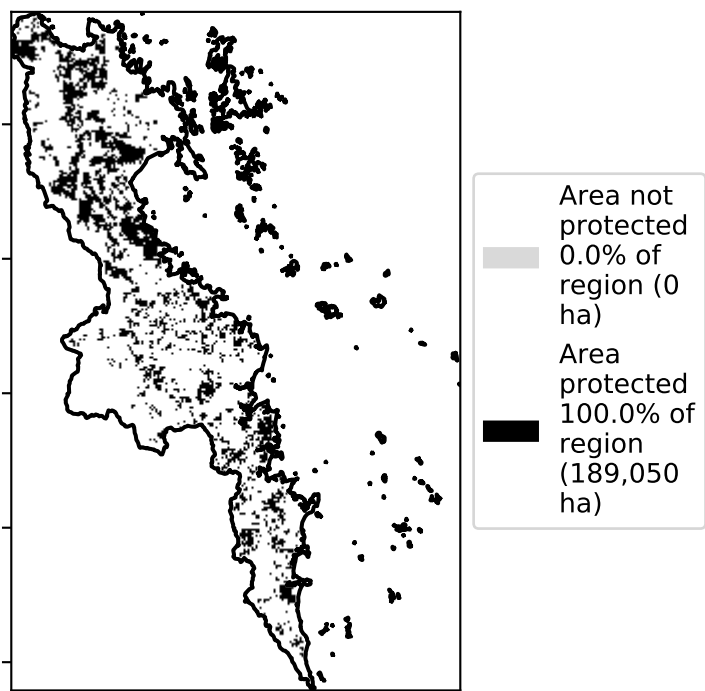 Area not
protected
0.0% of
region (0
ha)
Area
protected
100.0% of
region
(189,050
ha)